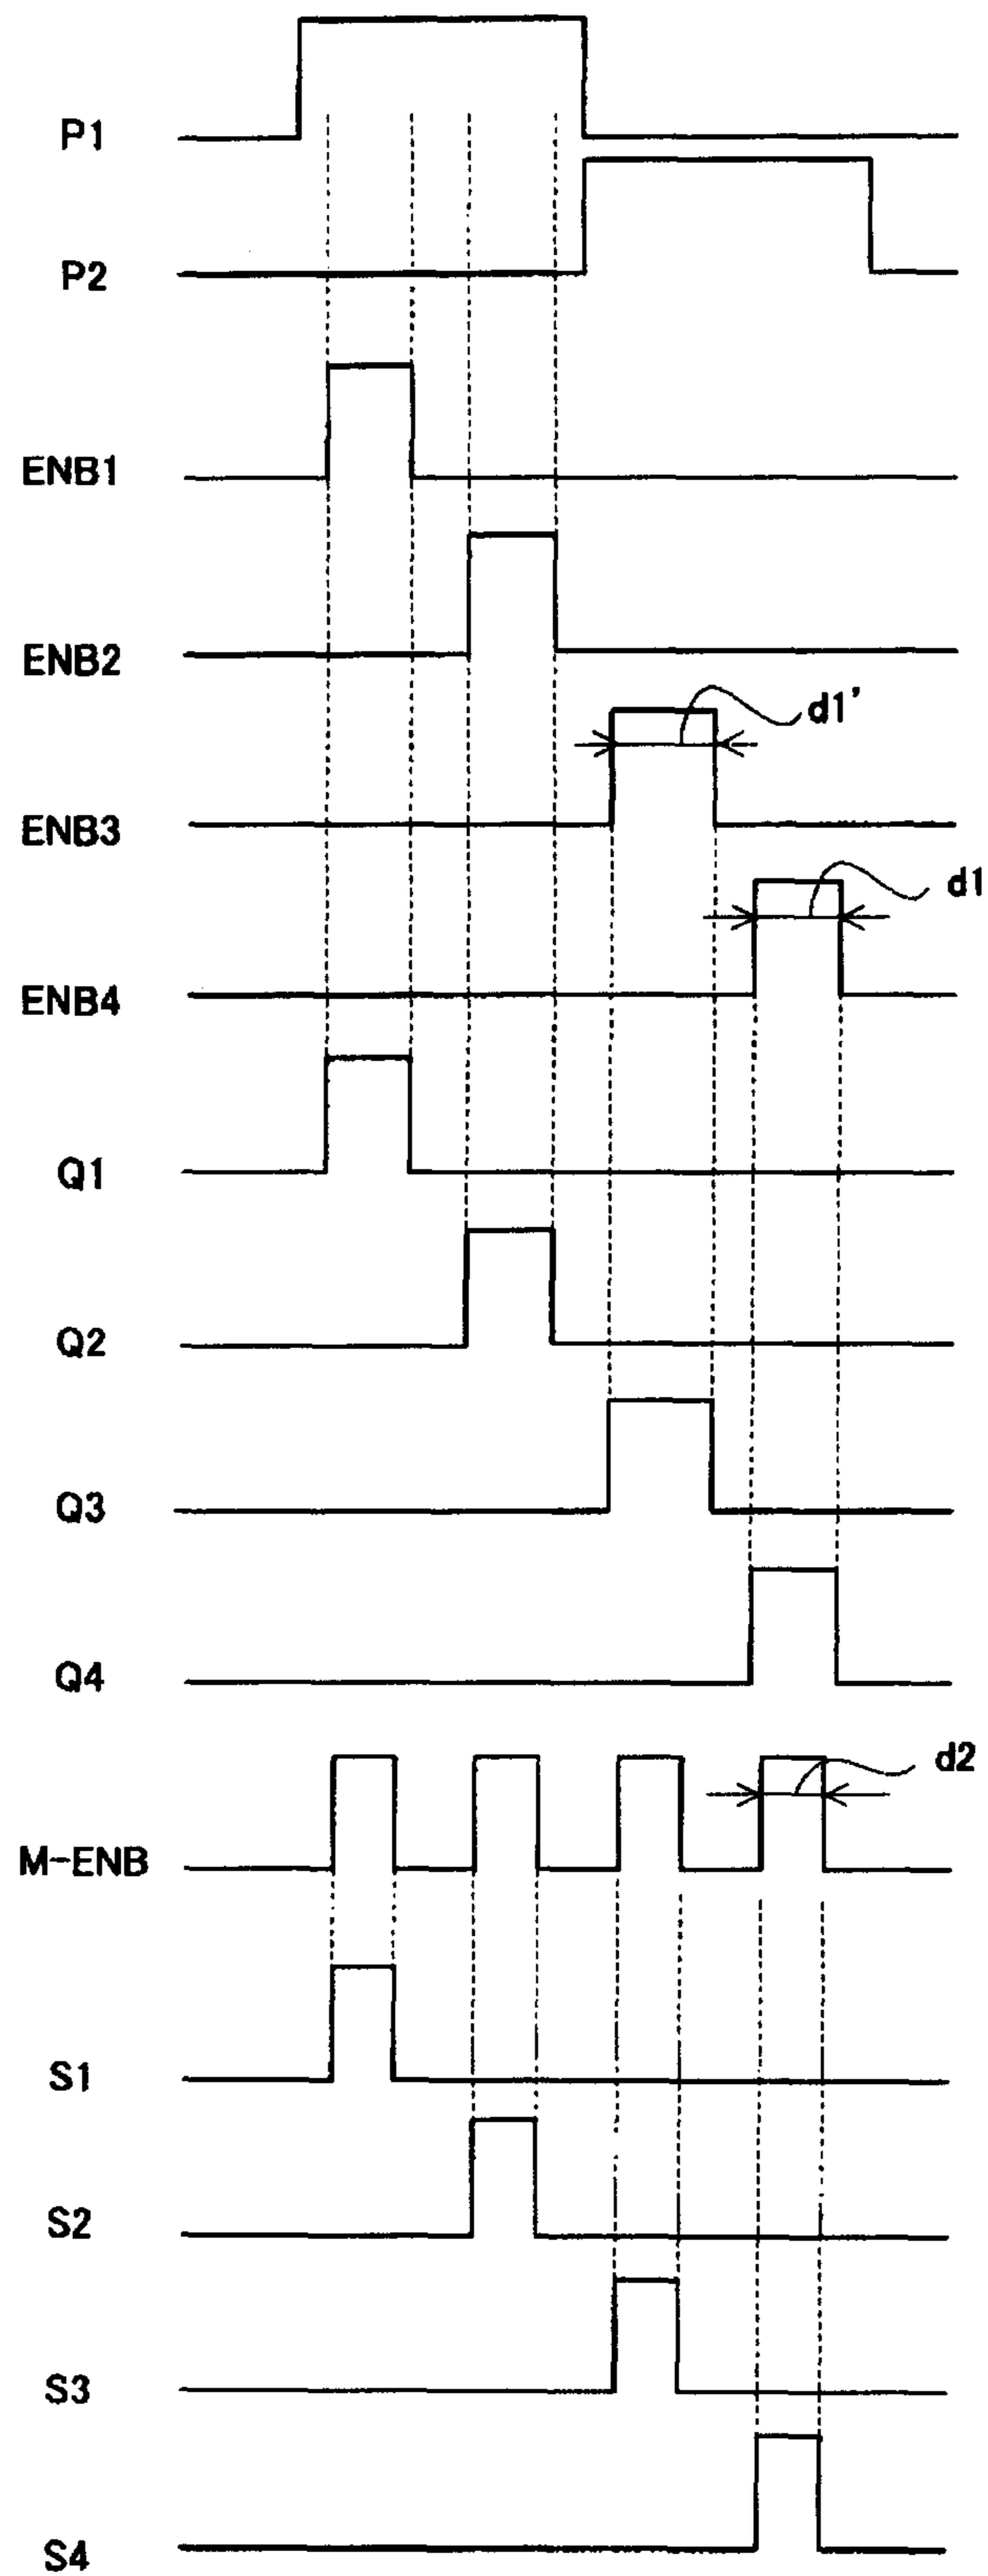 P1
P2
ENB1
ENB2
d1'
ENB3
d1
ENB4
Q1
Q2
Q3
Q4
d2
M-ENB
S1
S2
S3
S4